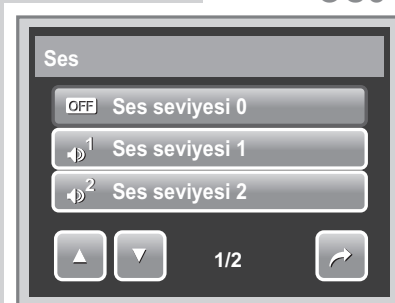 Ses
OFF Ses seviyesi 0
1 Ses seviyesi 1
2 Ses seviyesi 2
1/2